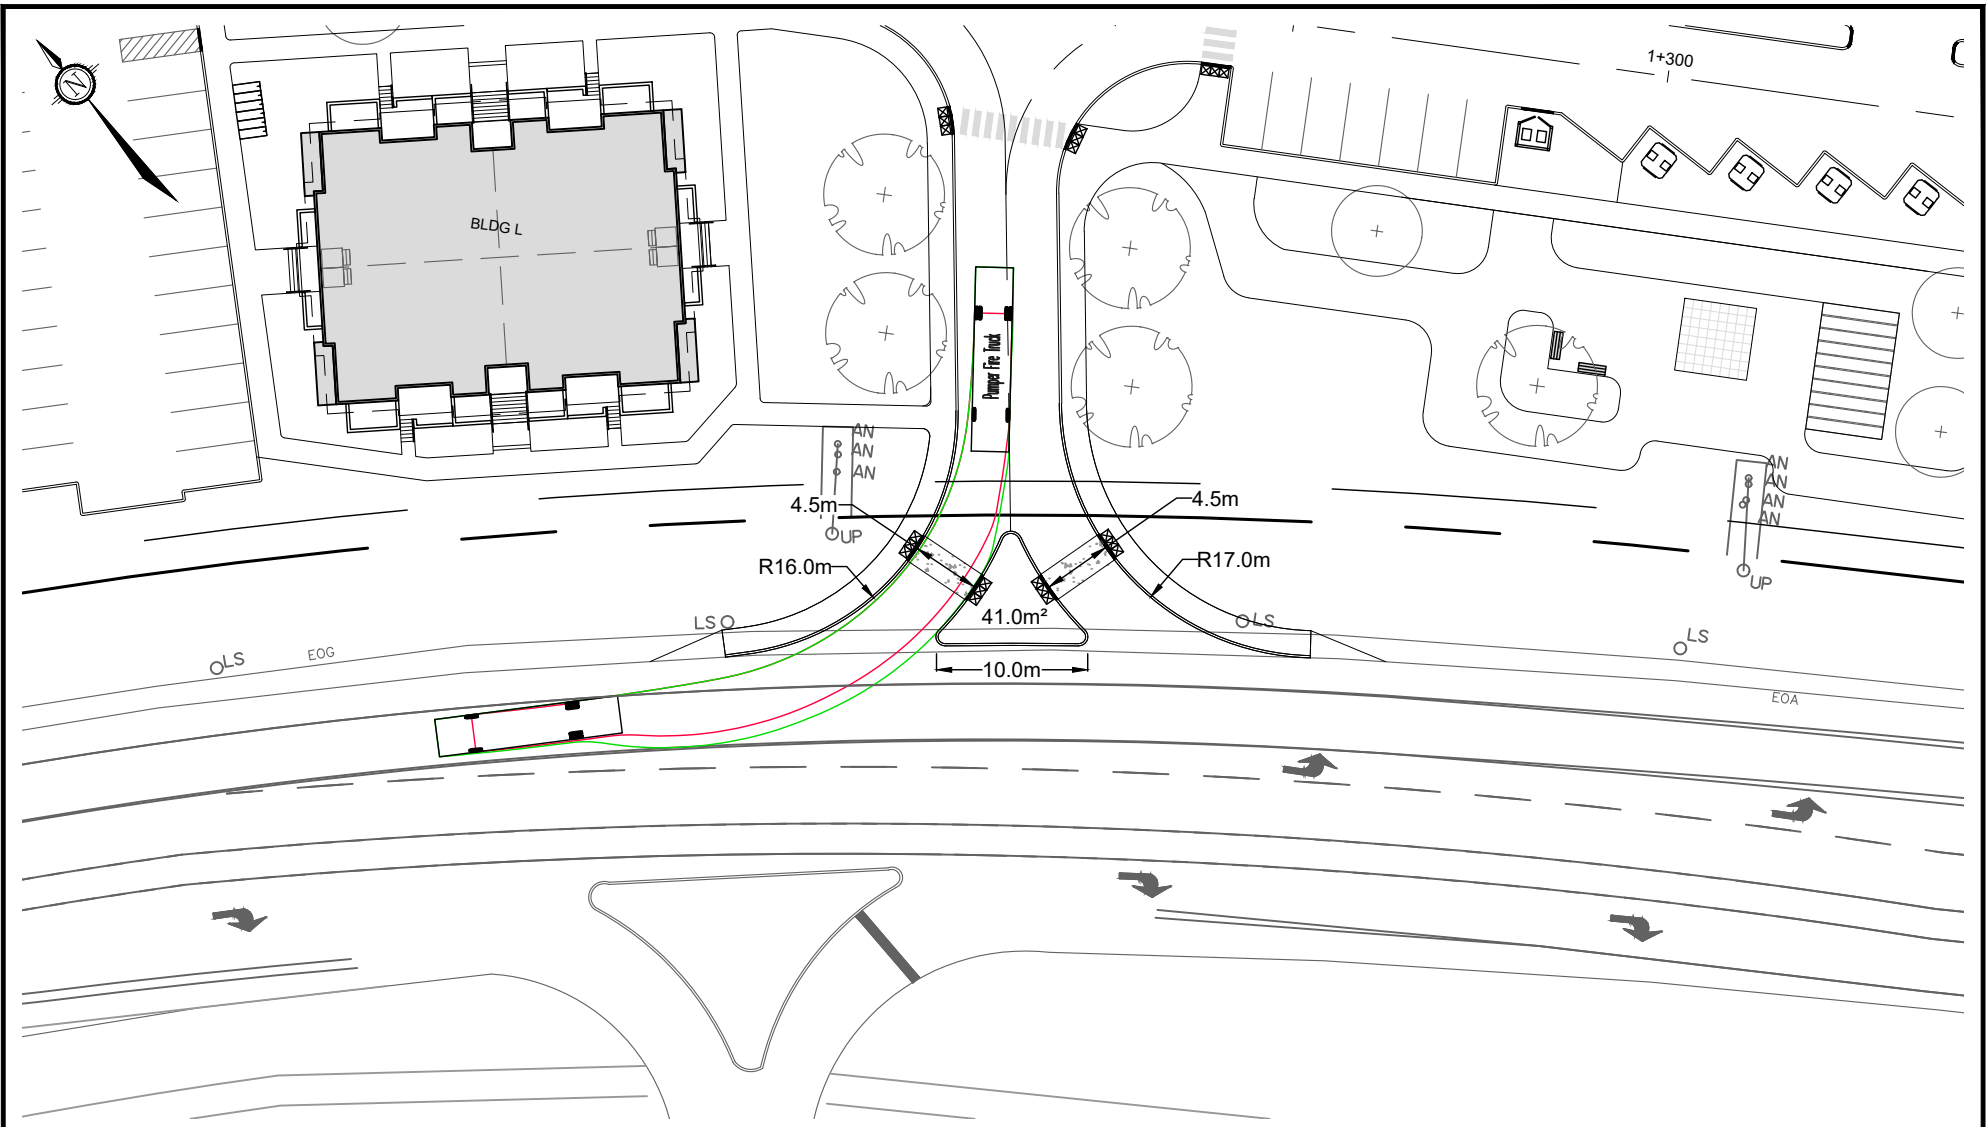 N
1+300
BLDG L
Pumper Fire Truck
AN
AN
AN
UP
4.5m
4.5m
AN
AN
AN
AN
UP
R16.0m
R17.0m
41.0m²
10.0m
LS
LS
LS
LS
EOG
EOA